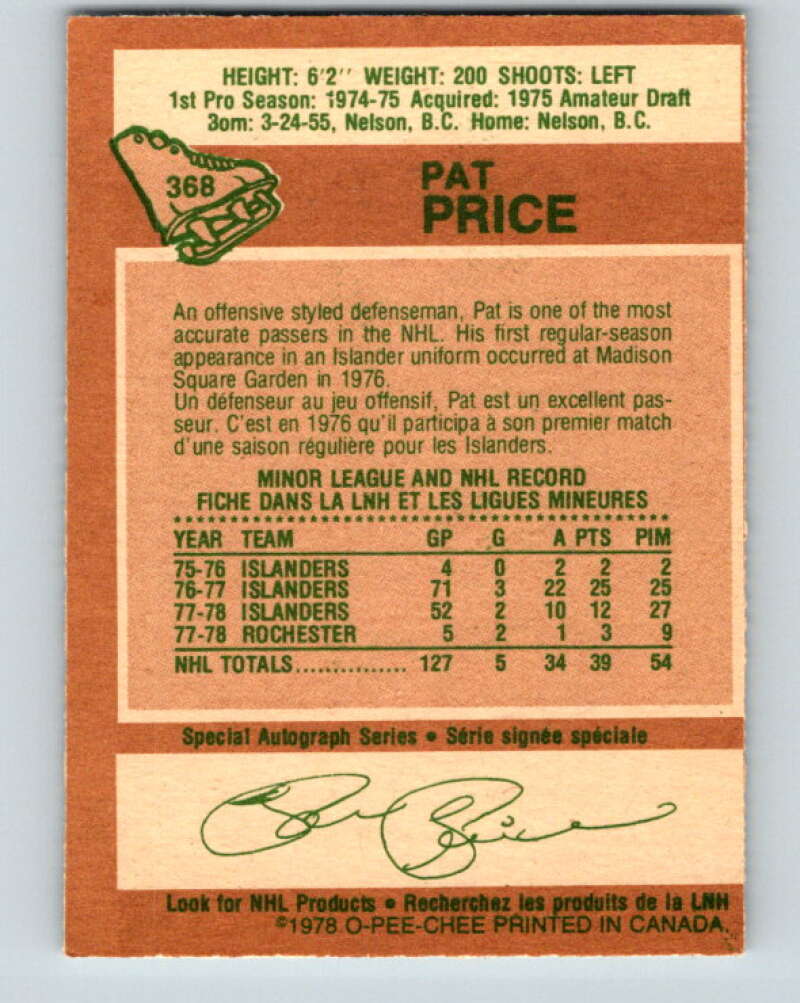 HEIGHT: 6'2'' WEIGHT: 200 SHOOTS: LEFT
1st Pro Season: 1974-75 Acquired: 1975 Amateur Draft
3om: 3-24-55, Nelson, B.C. Home: Nelson, B.C.
368
PAT
PRICE
An offensive styled defenseman, Pat is one of the most
accurate passers in the NHL. His first regular-season
appearance in an Islander uniform occurred at Madison
Square Garden in 1976.
Un défenseur au jeu offensif, Pat est un excellent pas-
seur. C'est en 1976 qu'il participa à son premier match
d'une saison régulière pour les Islanders.
MINOR LEAGUE AND NHL RECORD
FICHE DANS LA LNH ET LES LIGUES MINEURES
YEAR TEAM GP G A PTS PIM
75-76 ISLANDERS 4 0 2 2 2
76-77 ISLANDERS 71 3 22 25 25
77-78 ISLANDERS 52 2 10 12 27
77-78 ROCHESTER 5 2 1 3 9
NHL TOTALS............... 127 5 34 39 54
Special Autograph Series • Série signée spéciale
Pat Price
Look for NHL Products • Recherchez les produits de la LNH
©1978 O-PEE-CHEE PRINTED IN CANADA.